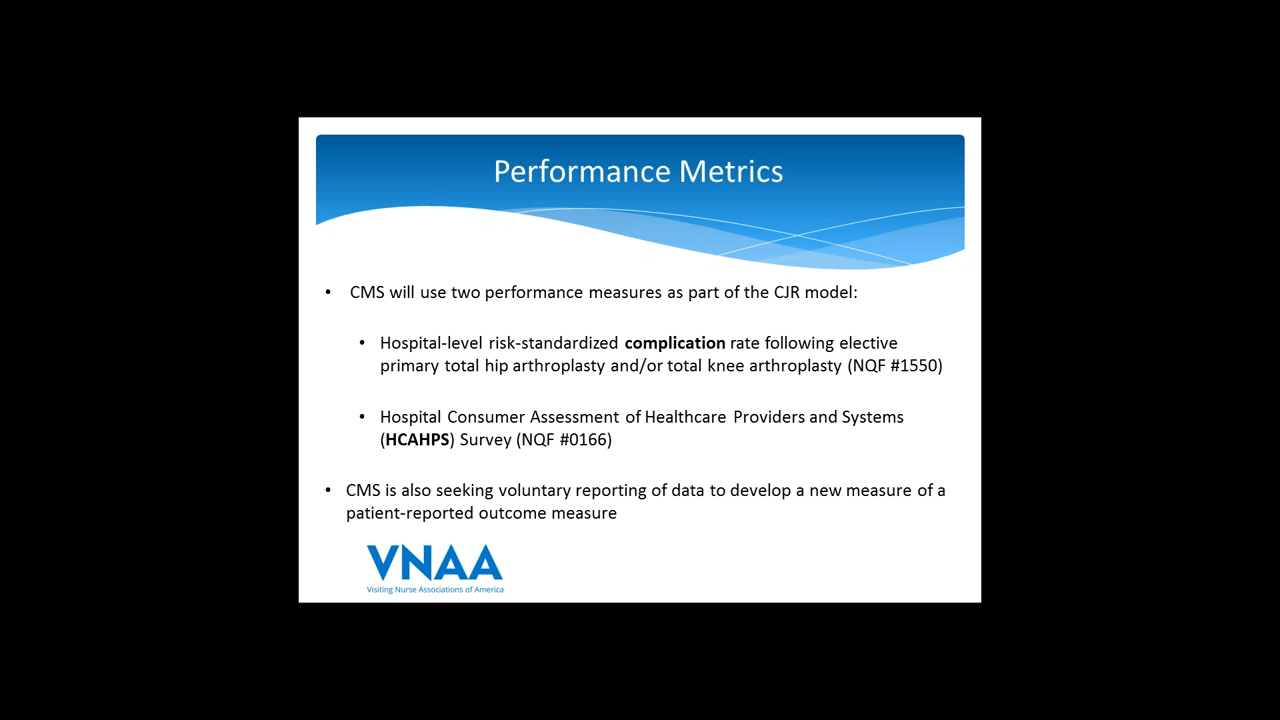 Performance Metrics
• CMS will use two performance measures as part of the CJR model:
• Hospital-level risk-standardized complication rate following elective
primary total hip arthroplasty and/or total knee arthroplasty (NQF #1550)
• Hospital Consumer Assessment of Healthcare Providers and Systems
(HCAHPS) Survey (NQF #0166)
• CMS is also seeking voluntary reporting of data to develop a new measure of a
patient-reported outcome measure
VNAA
Visiting Nurse Associations of America